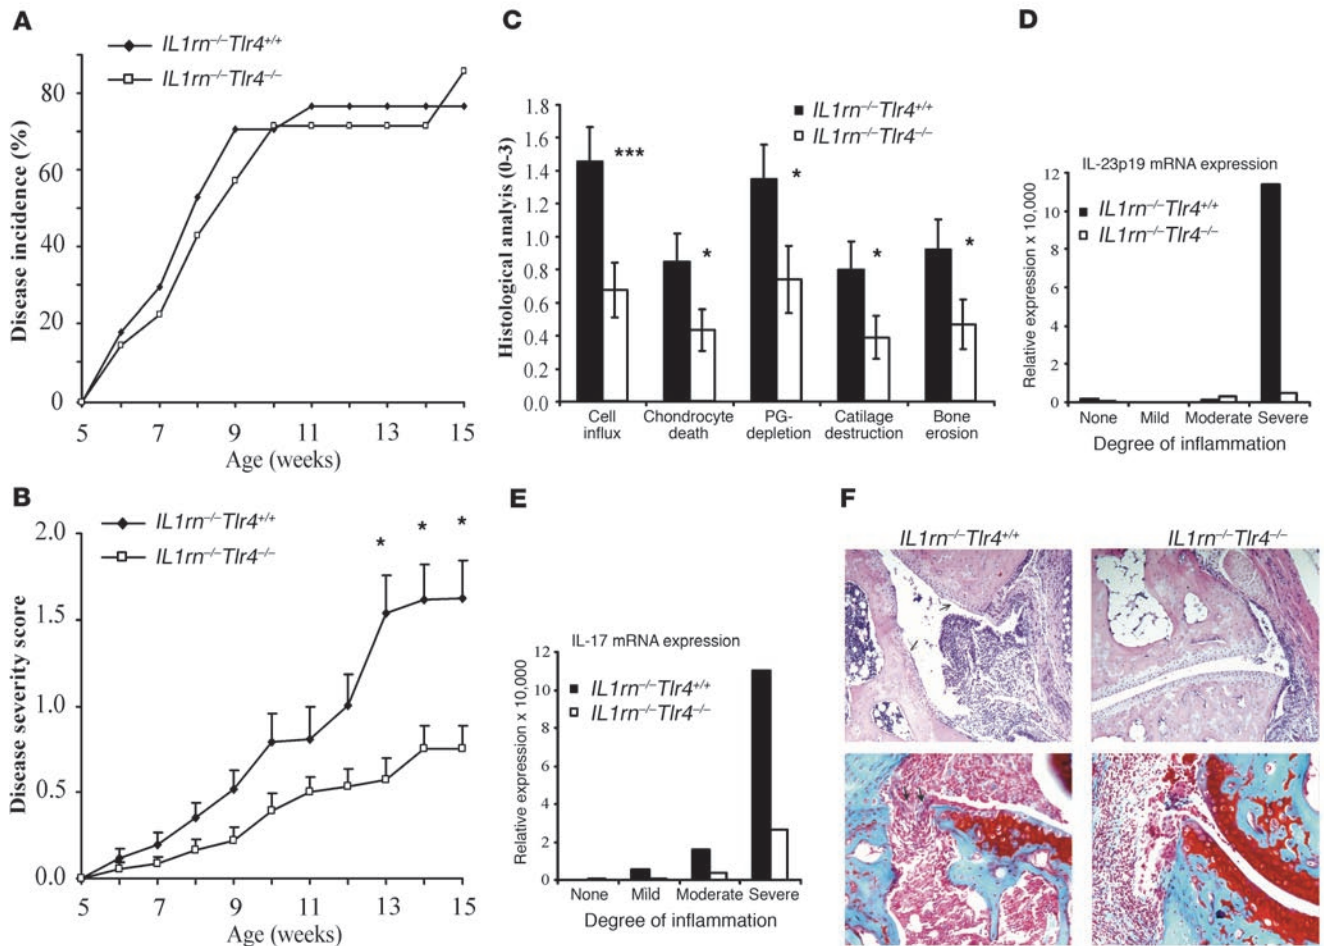 A
IL1rn–/–Tlr4+/+
IL1rn–/–Tlr4–/–
Disease incidence (%)
80
60
40
20
0
5 7 9 11 13 15
Age (weeks)
B
IL1rn–/–Tlr4+/+
IL1rn–/–Tlr4–/–
Disease severity score
2.0
1.5
1.0
0.5
0.0
* * *
5 7 9 11 13 15
Age (weeks)
C
IL1rn–/–Tlr4+/+
IL1rn–/–Tlr4–/–
Histological analyis (0-3)
1.8
1.6
1.4
1.2
1.0
0.8
0.6
0.4
0.2
0.0
*** * * * *
Cell Chondrocyte PG- Catilage Bone
influx death depletion destruction erosion
D
IL-23p19 mRNA expression
IL1rn–/–Tlr4+/+
IL1rn–/–Tlr4–/–
Relative expression x 10,000
12
10
8
6
4
2
0
None Mild Moderate Severe
Degree of inflammation
E
IL-17 mRNA expression
IL1rn–/–Tlr4+/+
IL1rn–/–Tlr4–/–
Relative expression x 10,000
12
10
8
6
4
2
0
None Mild Moderate Severe
Degree of inflammation
F
IL1rn–/–Tlr4+/+ IL1rn–/–Tlr4–/–